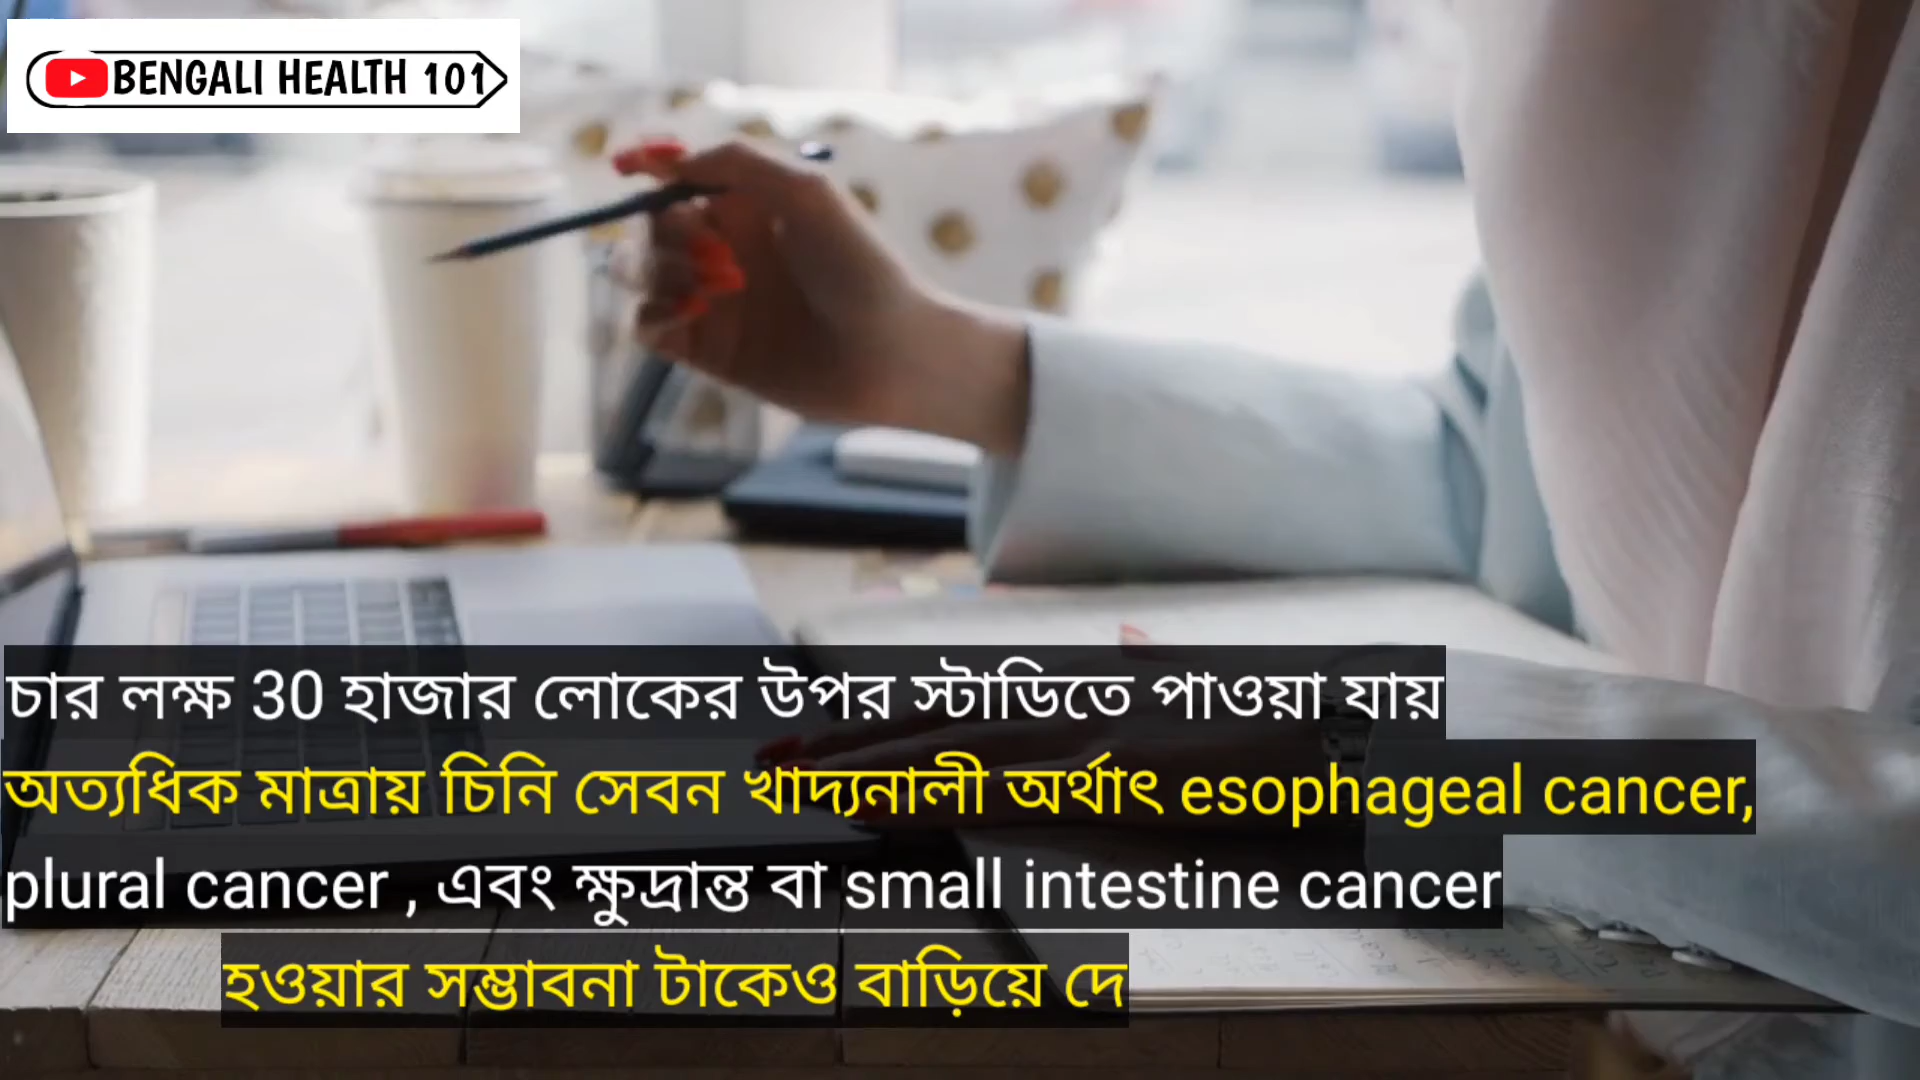 BENGALI HEALTH 101
চার লক্ষ 30 হাজার লোকের উপর স্টাডিতে পাওয়া যায়
অত্যধিক মাত্রায় চিনি সেবন খাদ্যনালী অর্থাৎ esophageal cancer,
plural cancer , এবং ক্ষুদ্রান্ত বা small intestine cancer
হওয়ার সম্ভাবনা টাকেও বাড়িয়ে দে